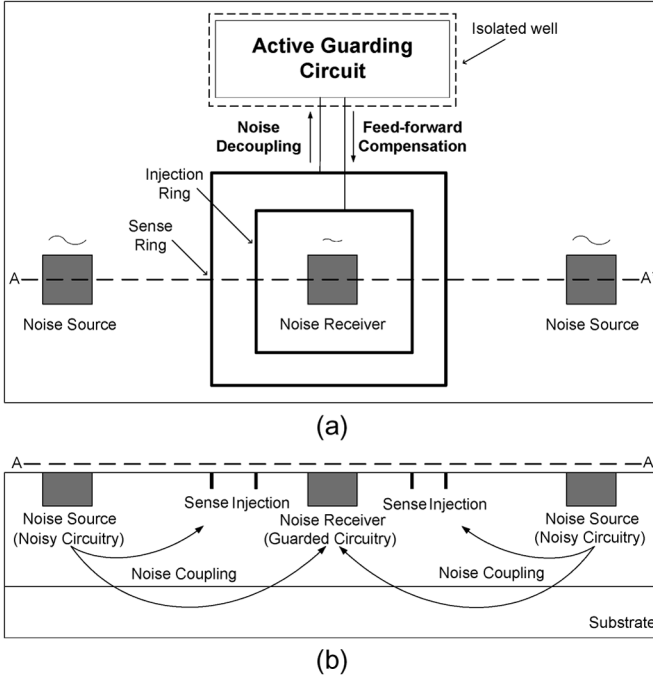 Active Guarding
Circuit
Isolated well
Noise
Decoupling
Feed-forward
Compensation
Injection
Ring
Sense
Ring
A
A'
Noise Source
Noise Receiver
Noise Source
(a)
A
A
Sense Injection
Sense Injection
Noise Source
(Noisy Circuitry)
Noise Receiver
(Guarded Circuitry)
Noise Source
(Noisy Circuitry)
Noise Coupling
Noise Coupling
Substrate
(b)